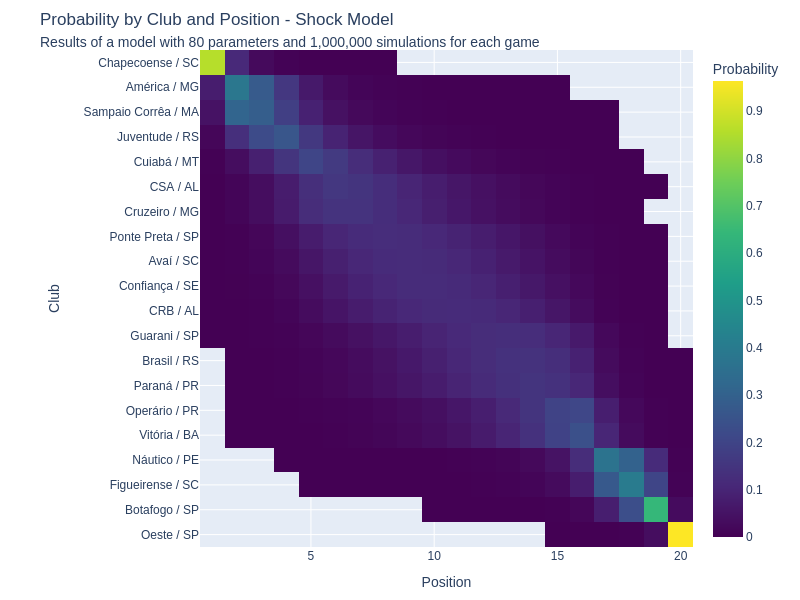 Probability by Club and Position - Shock Model
Results of a model with 80 parameters and 1,000,000 simulations for each game
Probability
Club
Chapecoense / SC
América / MG
Sampaio Corrêa / MA
Juventude / RS
Cuiabá / MT
CSA / AL
Cruzeiro / MG
Ponte Preta / SP
Avaí / SC
Confiança / SE
CRB / AL
Guarani / SP
Brasil / RS
Paraná / PR
Operário / PR
Vitória / BA
Náutico / PE
Figueirense / SC
Botafogo / SP
Oeste / SP
0.9
0.8
0.7
0.6
0.5
0.4
0.3
0.2
0.1
0
5 10 15 20
Position